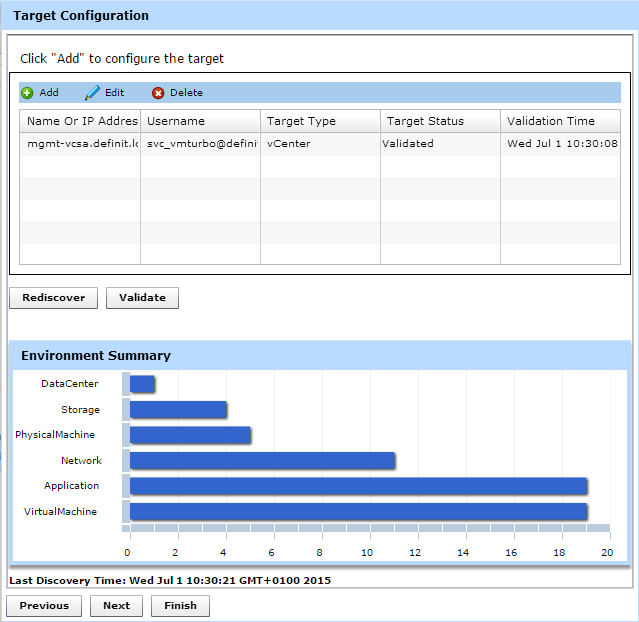 Target Configuration
Click "Add" to configure the target
Add Edit Delete
Name Or IP Addres Username Target Type Target Status Validation Time
mgmt-vcsa.definit.lo svc_vmturbo@defini vCenter Validated Wed Jul 1 10:30:08
Rediscover Validate
Environment Summary
DataCenter
Storage
PhysicalMachine
Network
Application
VirtualMachine
0 2 4 6 8 10 12 14 16 18 20
Last Discovery Time: Wed Jul 1 10:30:21 GMT+0100 2015
Previous Next Finish